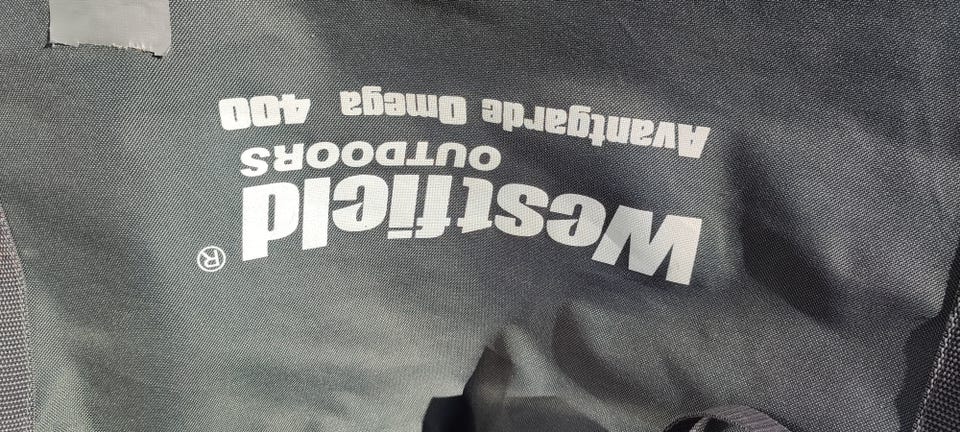 Westfield®
OUTDOORS
Avantgarde Omega 400